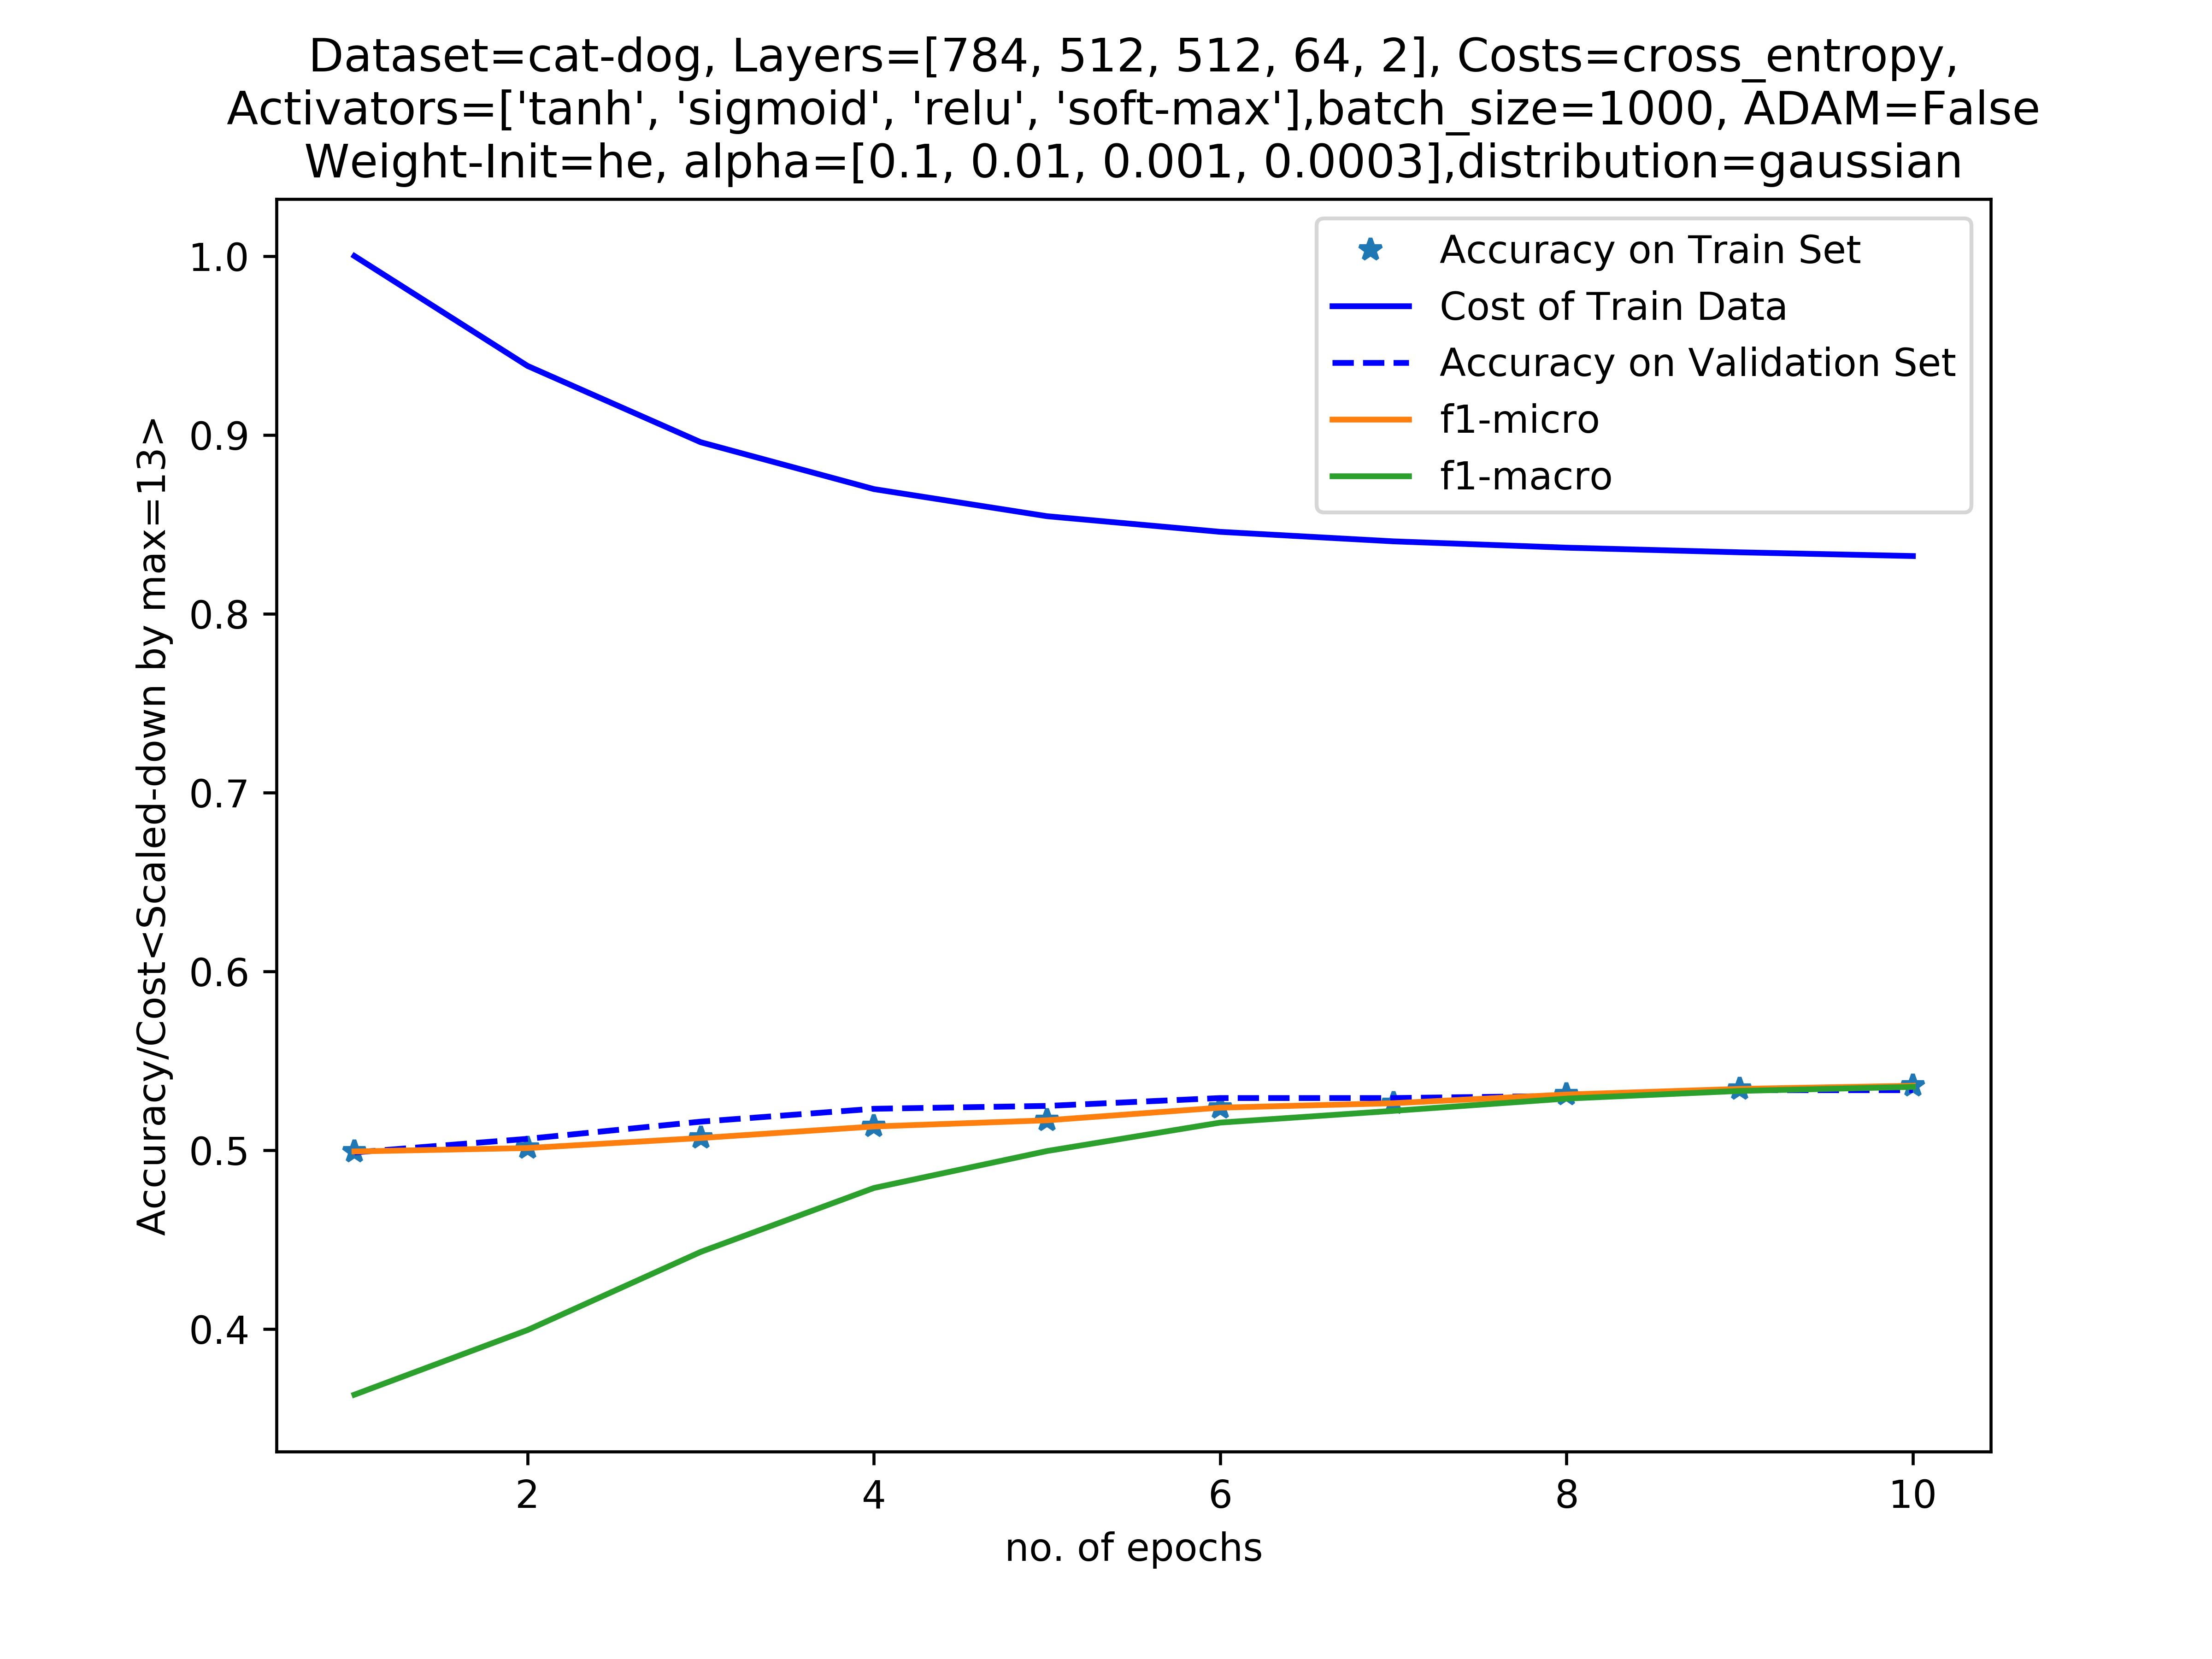 Dataset=cat-dog, Layers=[784, 512, 512, 64, 2], Costs=cross_entropy,
Activators=['tanh', 'sigmoid', 'relu', 'soft-max'],batch_size=1000, ADAM=False
Weight-Init=he, alpha=[0.1, 0.01, 0.001, 0.0003],distribution=gaussian
Accuracy on Train Set
Cost of Train Data
Accuracy on Validation Set
f1-micro
f1-macro
Accuracy/Cost<Scaled-down by max=13>
1.0
0.9
0.8
0.7
0.6
0.5
0.4
2
4
6
8
10
no. of epochs